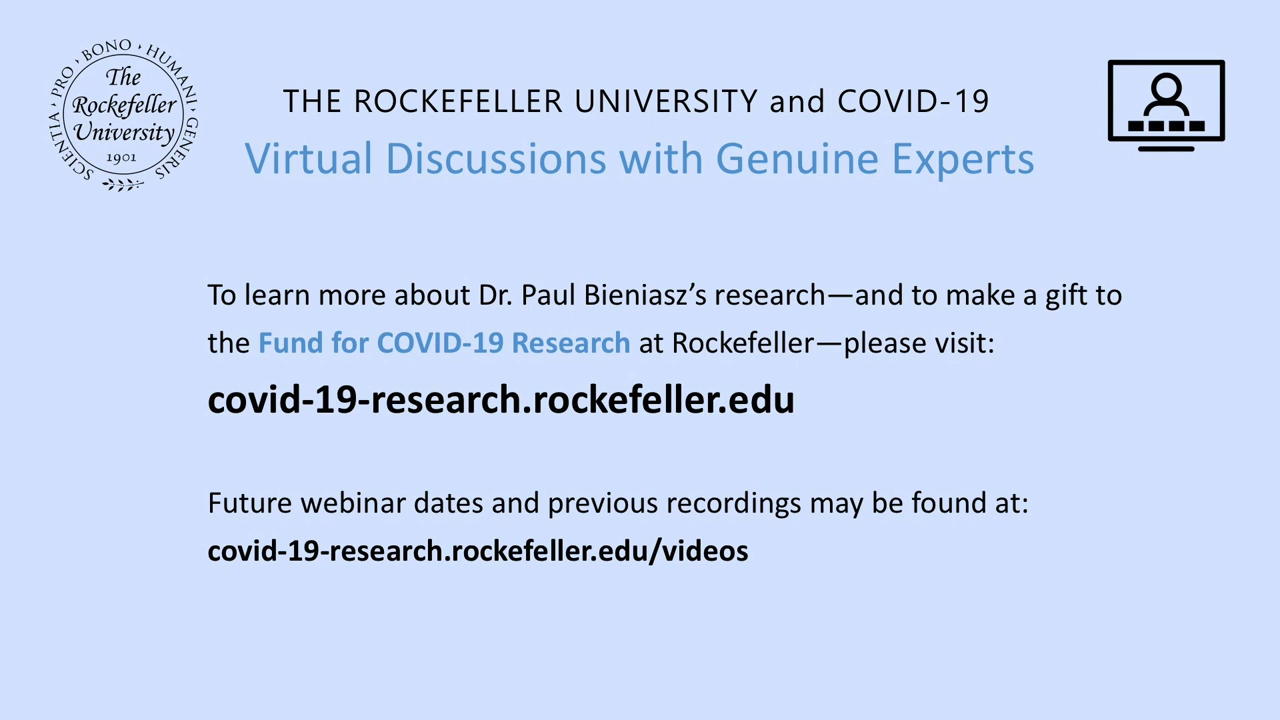 SCIENTIA · PRO · BONO · HUMANI · GENERIS
The
Rockefeller
University
1901
THE ROCKEFELLER UNIVERSITY and COVID-19
Virtual Discussions with Genuine Experts
To learn more about Dr. Paul Bieniasz’s research—and to make a gift to
the Fund for COVID-19 Research at Rockefeller—please visit:
covid-19-research.rockefeller.edu
Future webinar dates and previous recordings may be found at:
covid-19-research.rockefeller.edu/videos